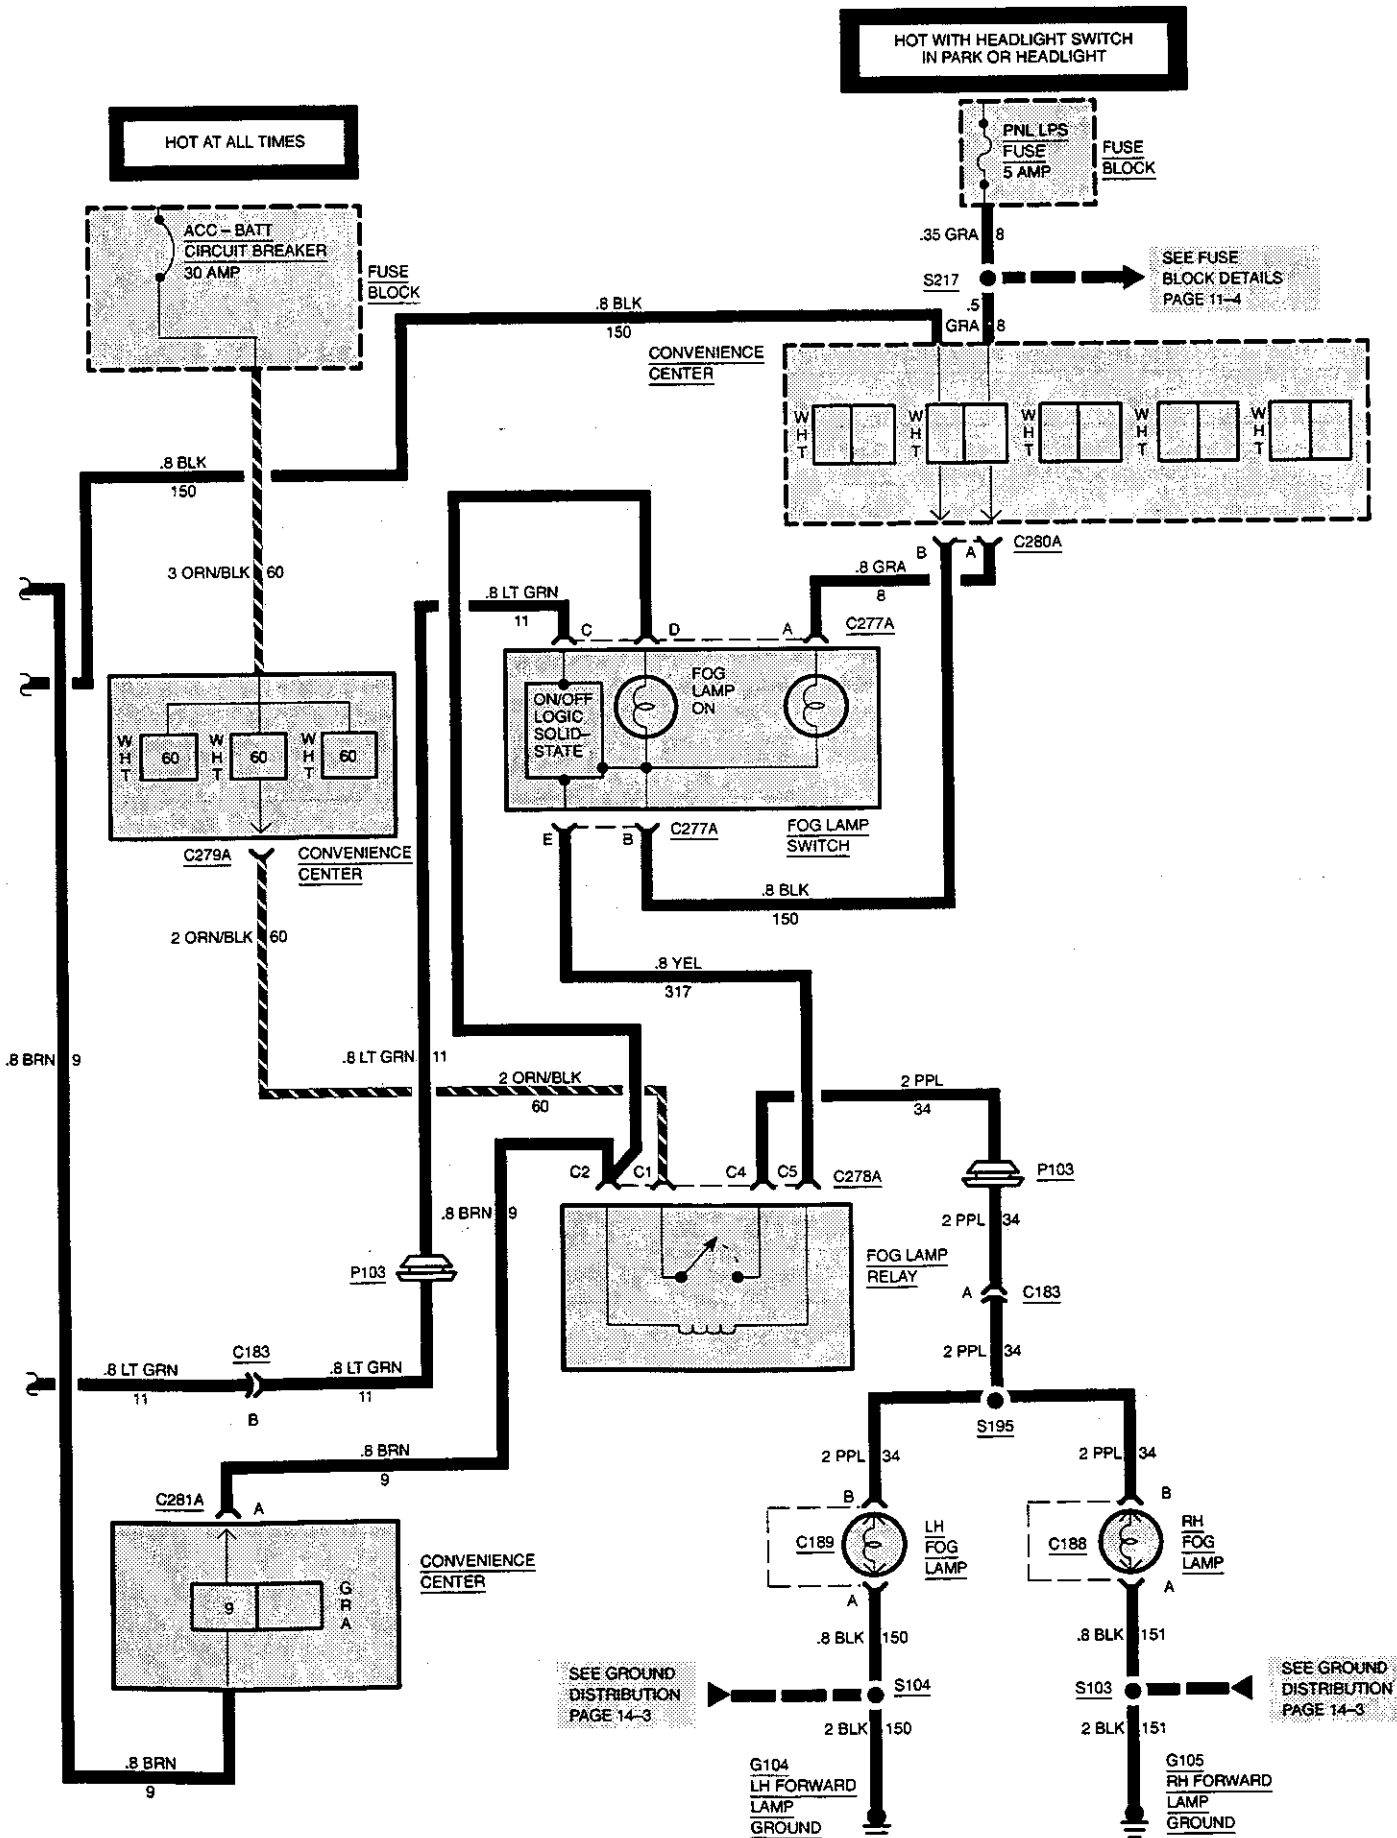 HOT WITH HEADLIGHT SWITCH
IN PARK OR HEADLIGHT
HOT AT ALL TIMES
PNL LPS
FUSE
5 AMP
FUSE
BLOCK
ACC – BATT
CIRCUIT BREAKER
30 AMP
FUSE
BLOCK
.35 GRA 8
S217
SEE FUSE
BLOCK DETAILS
PAGE 11–4
.5
GRA 8
.8 BLK
150
CONVENIENCE
CENTER
WHT
WHT
WHT
WHT
WHT
.8 BLK
150
B A C280A
3 ORN/BLK 60
.8 GRA
8
.8 LT GRN
11
C D A C277A
ON/OFF
LOGIC
SOLID–
STATE
FOG
LAMP
ON
WHT 60
WHT 60
WHT 60
E B C277A
FOG LAMP
SWITCH
C279A
CONVENIENCE
CENTER
.8 BLK
150
2 ORN/BLK 60
.8 YEL
317
.8 BRN 9
.8 LT GRN 11
2 ORN/BLK
60
2 PPL
34
C2 C1 C4 C5 C278A
P103
.8 BRN 9
2 PPL 34
FOG LAMP
RELAY
P103
A C183
2 PPL 34
C183
.8 LT GRN
11
.8 LT GRN
11
B
S195
.8 BRN
9
2 PPL 34
2 PPL 34
C281A A
B
B
C189
LH
FOG
LAMP
C188
RH
FOG
LAMP
CONVENIENCE
CENTER
9
GRA
A
A
.8 BLK 150
.8 BLK 151
SEE GROUND
DISTRIBUTION
PAGE 14–3
S104
S103
SEE GROUND
DISTRIBUTION
PAGE 14–3
2 BLK 150
2 BLK 151
.8 BRN
9
G104
LH FORWARD
LAMP
GROUND
G105
RH FORWARD
LAMP
GROUND